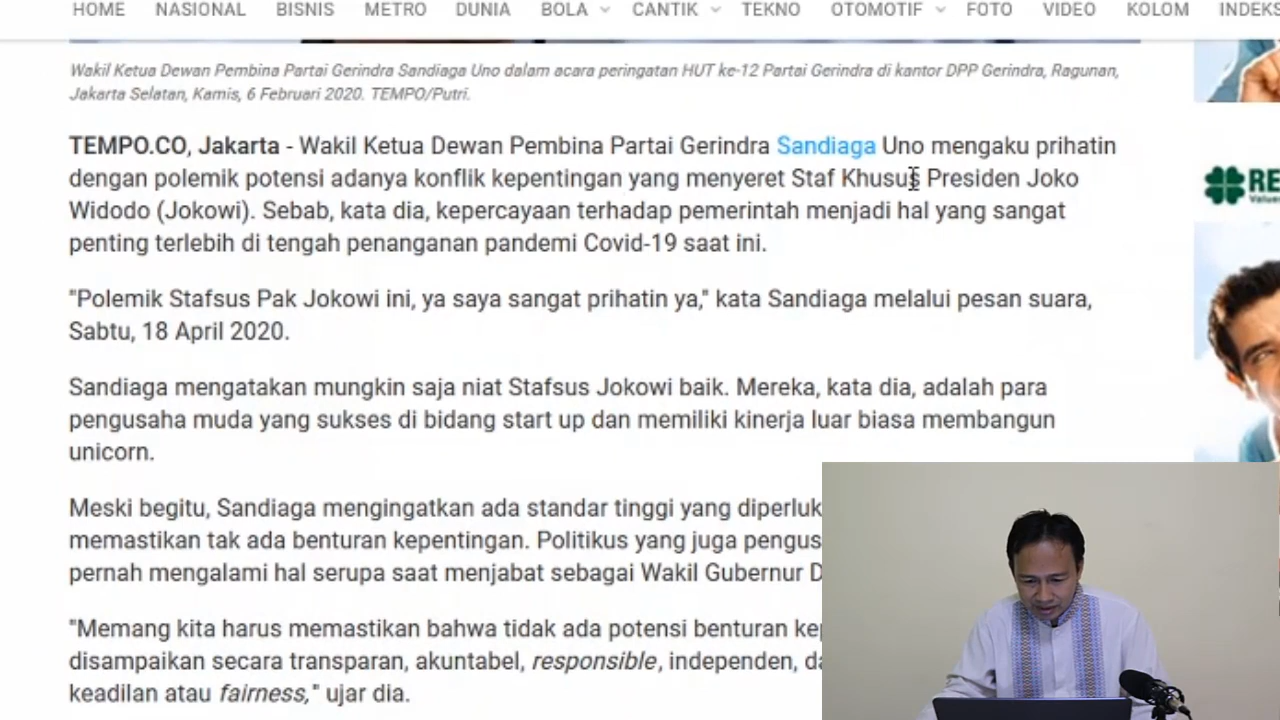 HOME NASIONAL BISNIS METRO DUNIA BOLA CANTIK TEKNO OTOMOTIF FOTO VIDEO KOLOM INDEKS
Wakil Ketua Dewan Pembina Partai Gerindra Sandiaga Uno dalam acara peringatan HUT ke-12 Partai Gerindra di kantor DPP Gerindra, Ragunan,
Jakarta Selatan, Kamis, 6 Februari 2020. TEMPO/Putri.
TEMPO.CO, Jakarta - Wakil Ketua Dewan Pembina Partai Gerindra Sandiaga Uno mengaku prihatin
dengan polemik potensi adanya konflik kepentingan yang menyeret Staf Khusus Presiden Joko
Widodo (Jokowi). Sebab, kata dia, kepercayaan terhadap pemerintah menjadi hal yang sangat
penting terlebih di tengah penanganan pandemi Covid-19 saat ini.
"Polemik Stafsus Pak Jokowi ini, ya saya sangat prihatin ya," kata Sandiaga melalui pesan suara,
Sabtu, 18 April 2020.
Sandiaga mengatakan mungkin saja niat Stafsus Jokowi baik. Mereka, kata dia, adalah para
pengusaha muda yang sukses di bidang start up dan memiliki kinerja luar biasa membangun
unicorn.
Meski begitu, Sandiaga mengingatkan ada standar tinggi yang diperluk
memastikan tak ada benturan kepentingan. Politikus yang juga pengus
pernah mengalami hal serupa saat menjabat sebagai Wakil Gubernur D
"Memang kita harus memastikan bahwa tidak ada potensi benturan kep
disampaikan secara transparan, akuntabel, responsible, independen, da
keadilan atau fairness," ujar dia.
RE
Value